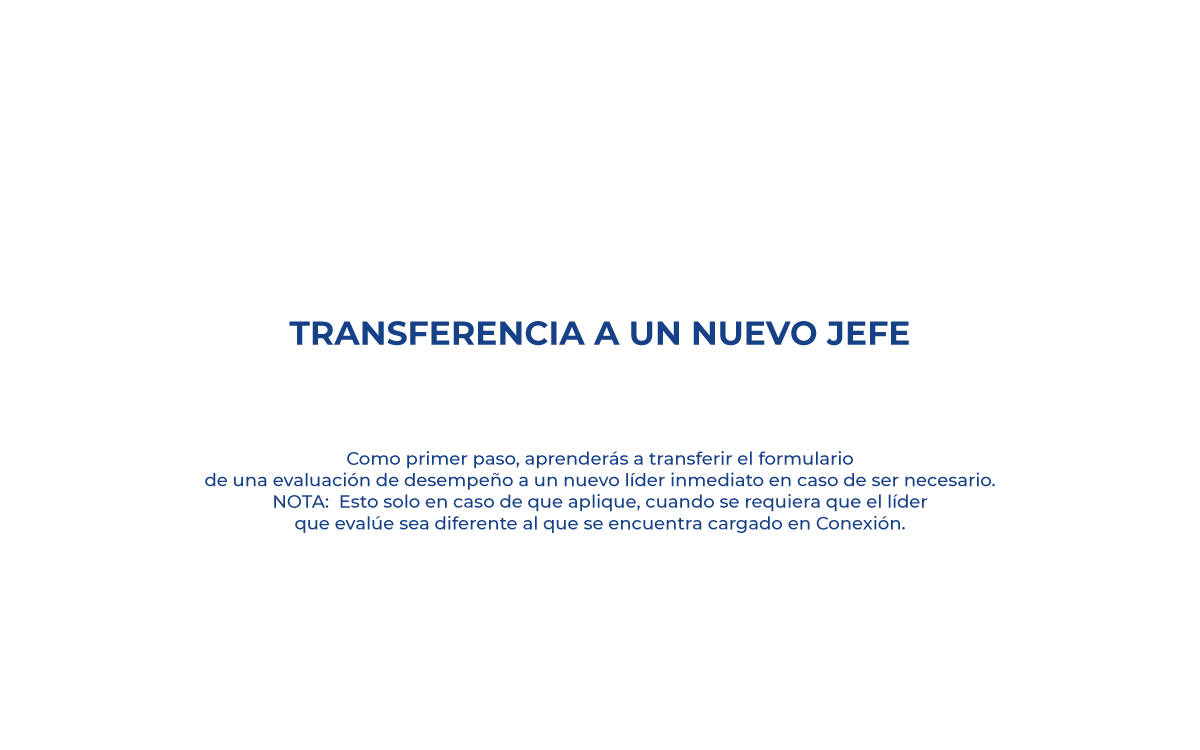 TRANSFERENCIA A UN NUEVO JEFE
Como primer paso, aprenderás a transferir el formulario
de una evaluación de desempeño a un nuevo líder inmediato en caso de ser necesario.
NOTA:  Esto solo en caso de que aplique, cuando se requiera que el líder
que evalúe sea diferente al que se encuentra cargado en Conexión.